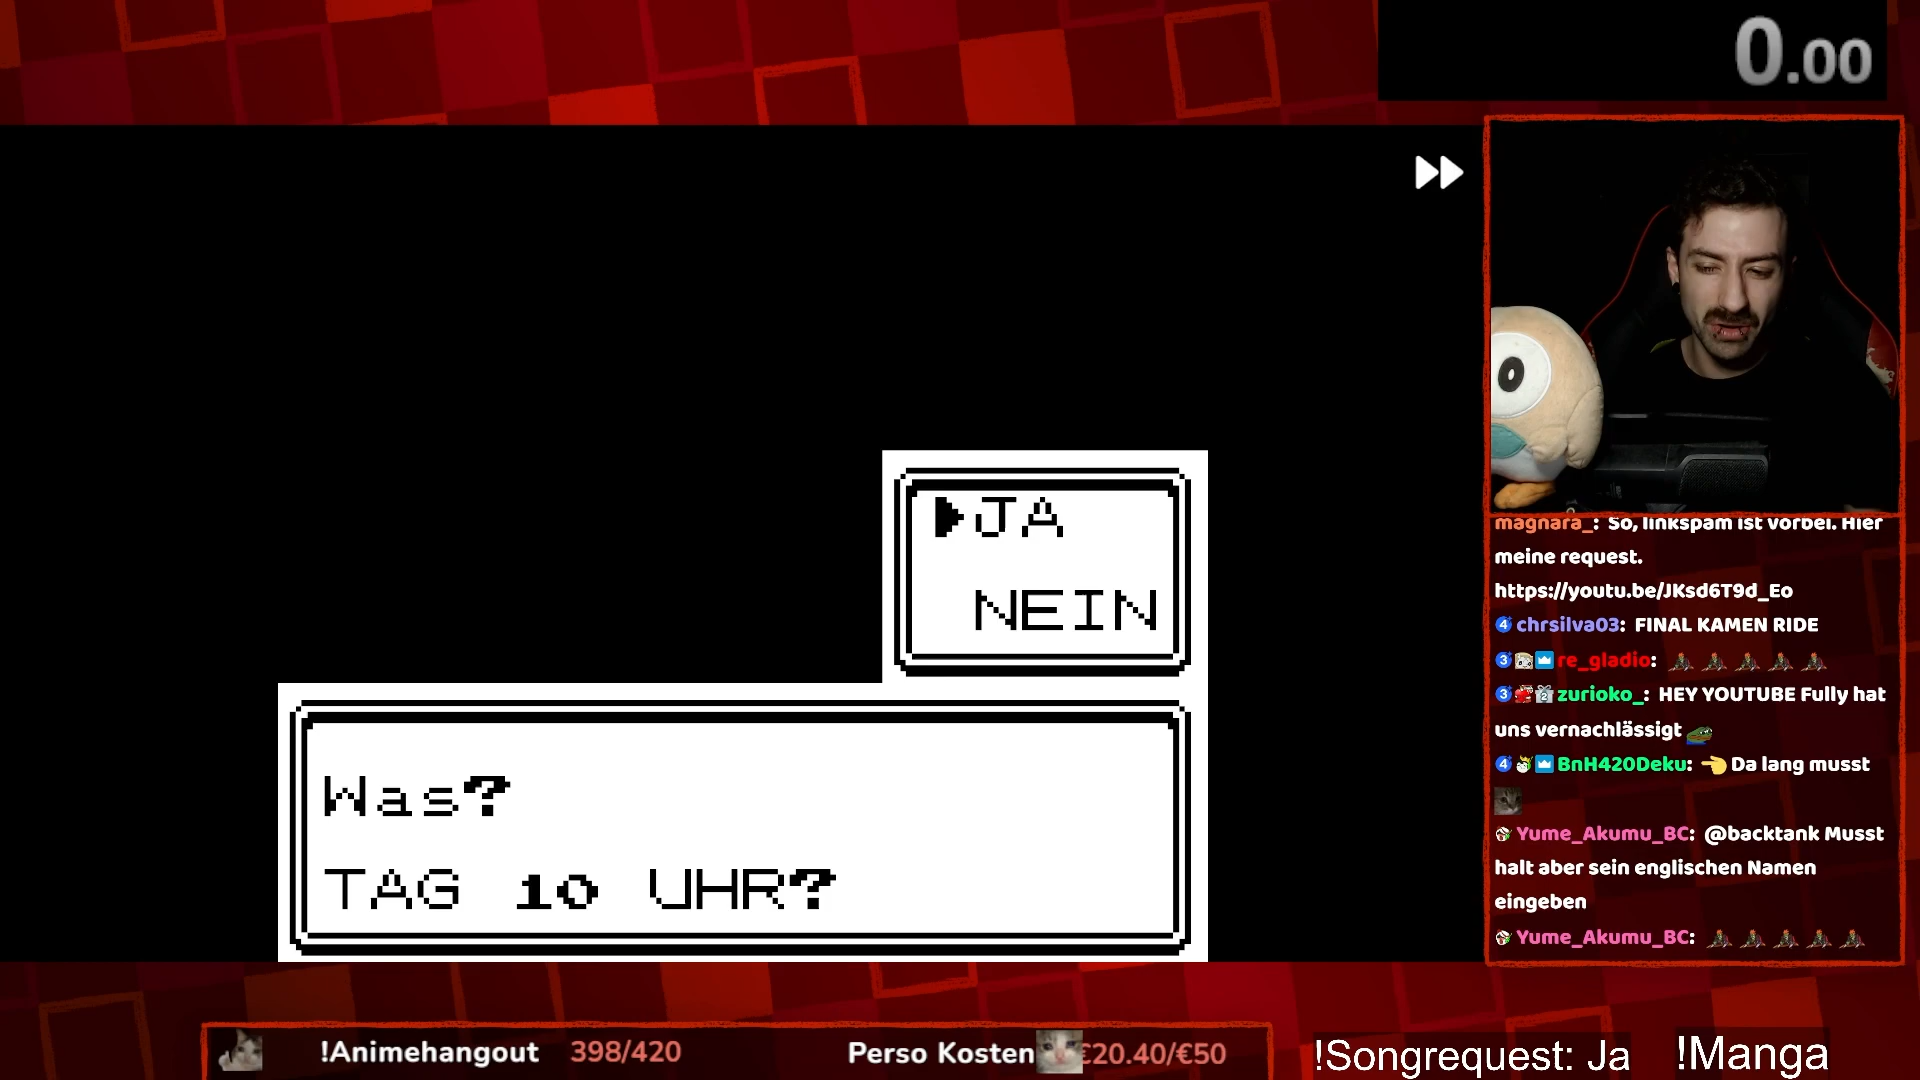 0.00
JA
NEIN
Was?
TAG 10 UHR?
magnara_: So, linkspam ist vorbei. Hier
meine request.
https://youtu.be/JKsd6T9d_Eo
chrsilva03: FINAL KAMEN RIDE
re_gladio:
zurioko_: HEY YOUTUBE Fully hat
uns vernachlässigt
BnH420Deku: Da lang musst
Yume_Akumu_BC: @backtank Musst
halt aber sein englischen Namen
eingeben
Yume_Akumu_BC:
!Animehangout 398/420
Perso Kosten €20.40/€50
!Songrequest: Ja
!Manga